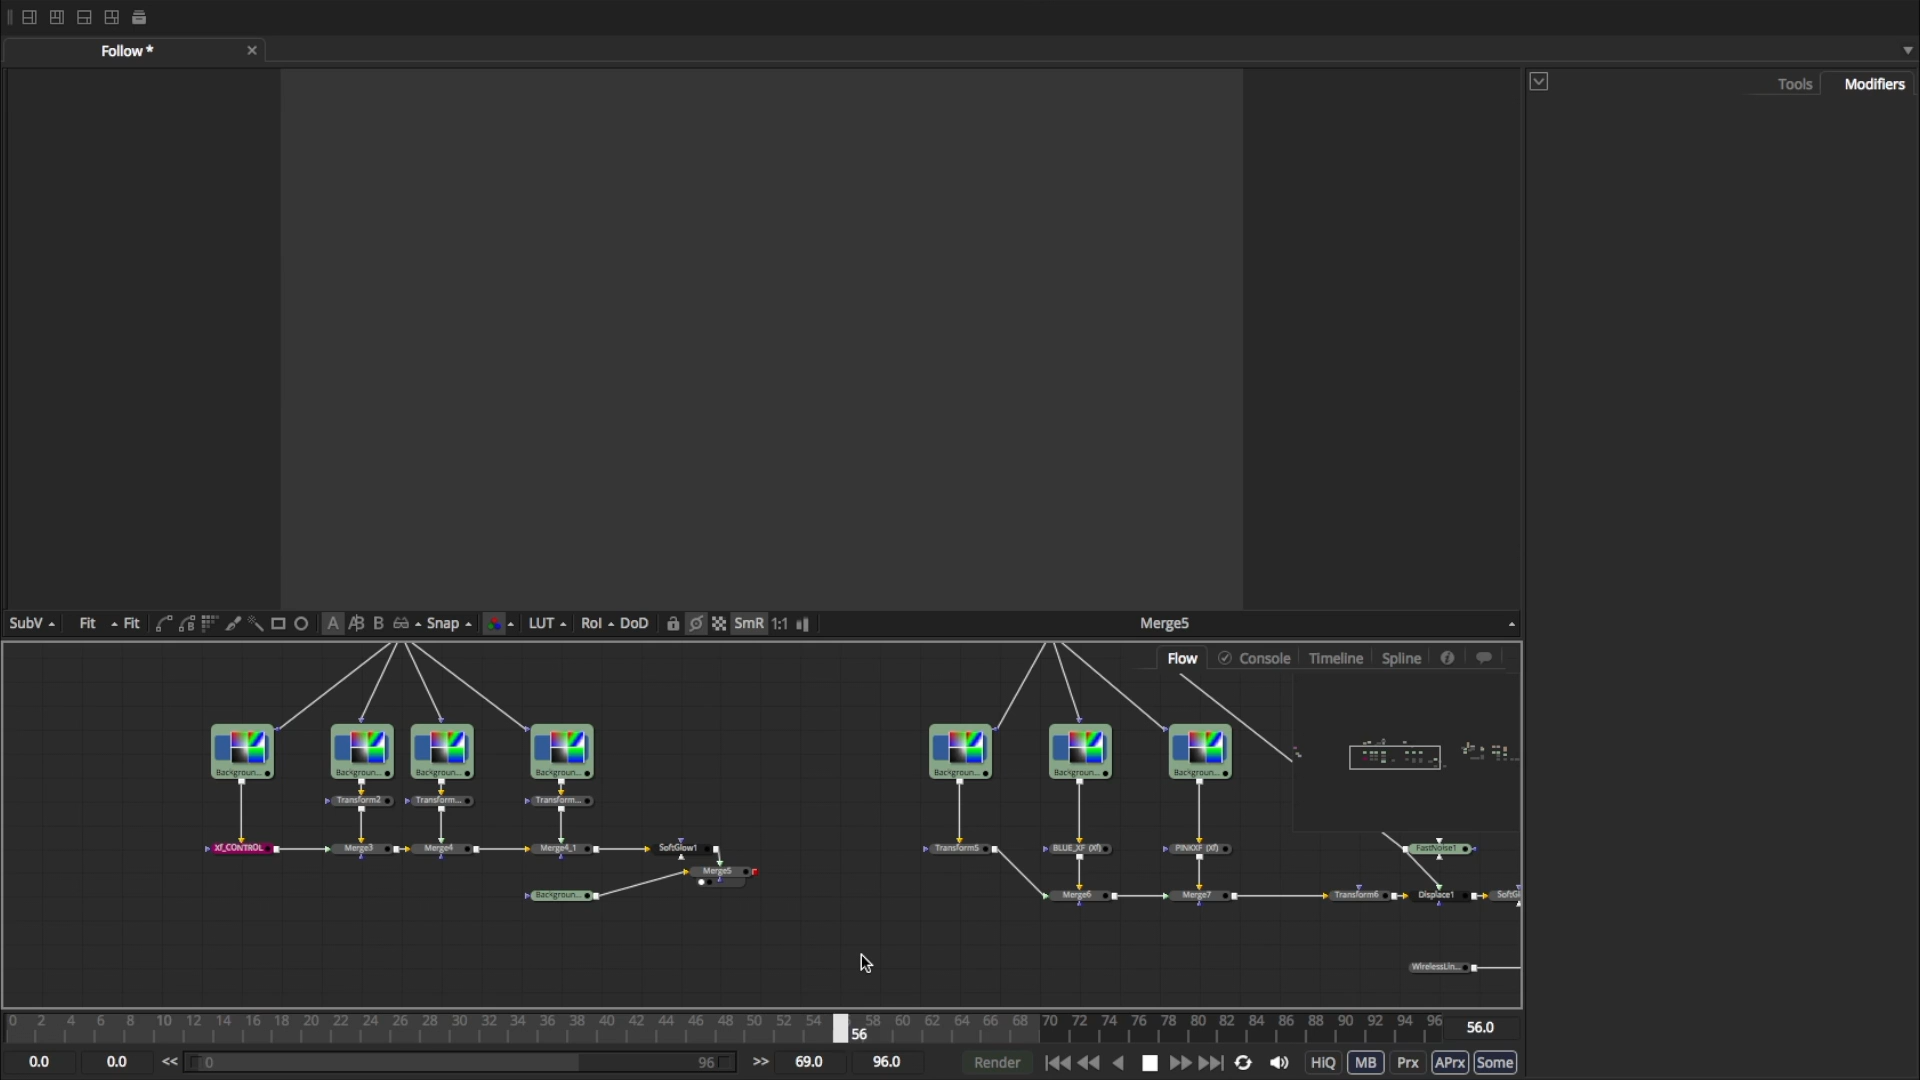 Follow *
Tools
Modifiers
SubV
Fit
Fit
A
A B
B
Snap
LUT
RoI
DoD
SmR
1:1
Merge5
Flow
Console
Timeline
Spline
Backgroun...
Backgroun...
Backgroun...
Backgroun...
Backgroun...
Backgroun...
Backgroun...
Transform2
Transform...
Transform...
Xf_CONTROL
Merge3
Merge4
Merge4_1
SoftGlow1
Transform5
BLUE_XF (Xf)
PINKXF (Xf)
FastNoise1
Merge5
Backgroun...
Merge6
Merge7
Transform6
Displace1
SoftGl
WirelessLin...
0 2 4 6 8 10 12 14 16 18 20 22 24 26 28 30 32 34 36 38 40 42 44 46 48 50 52 54 58 60 62 64 66 68 70 72 74 76 78 80 82 84 86 88 90 92 94 96
56
56.0
0.0
0.0
<<
0
96
>>
69.0
96.0
Render
HiQ
MB
Prx
APrx
Some